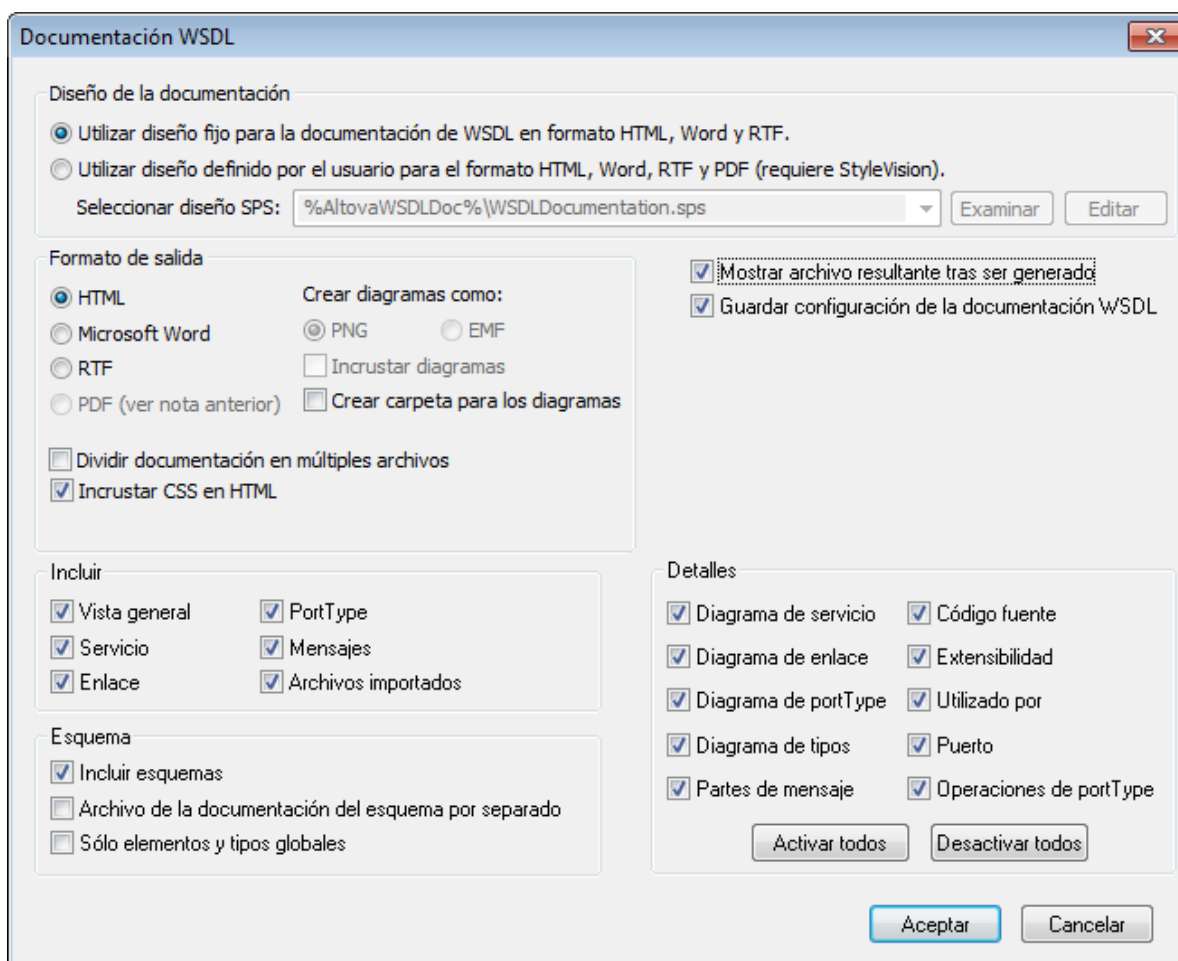 Documentación WSDL
Diseño de la documentación
Utilizar diseño fijo para la documentación de WSDL en formato HTML, Word y RTF.
Utilizar diseño definido por el usuario para el formato HTML, Word, RTF y PDF (requiere StyleVision).
Seleccionar diseño SPS: %AltovaWSDLDoc%\WSDLDocumentation.sps Examinar Editar
Formato de salida
HTML
Microsoft Word
RTF
PDF (ver nota anterior)
Crear diagramas como:
PNG EMF
Incrustar diagramas
Crear carpeta para los diagramas
Dividir documentación en múltiples archivos
Incrustar CSS en HTML
Mostrar archivo resultante tras ser generado
Guardar configuración de la documentación WSDL
Incluir
Vista general PortType
Servicio Mensajes
Enlace Archivos importados
Esquema
Incluir esquemas
Archivo de la documentación del esquema por separado
Sólo elementos y tipos globales
Detalles
Diagrama de servicio Código fuente
Diagrama de enlace Extensibilidad
Diagrama de portType Utilizado por
Diagrama de tipos Puerto
Partes de mensaje Operaciones de portType
Activar todos Desactivar todos
Aceptar Cancelar